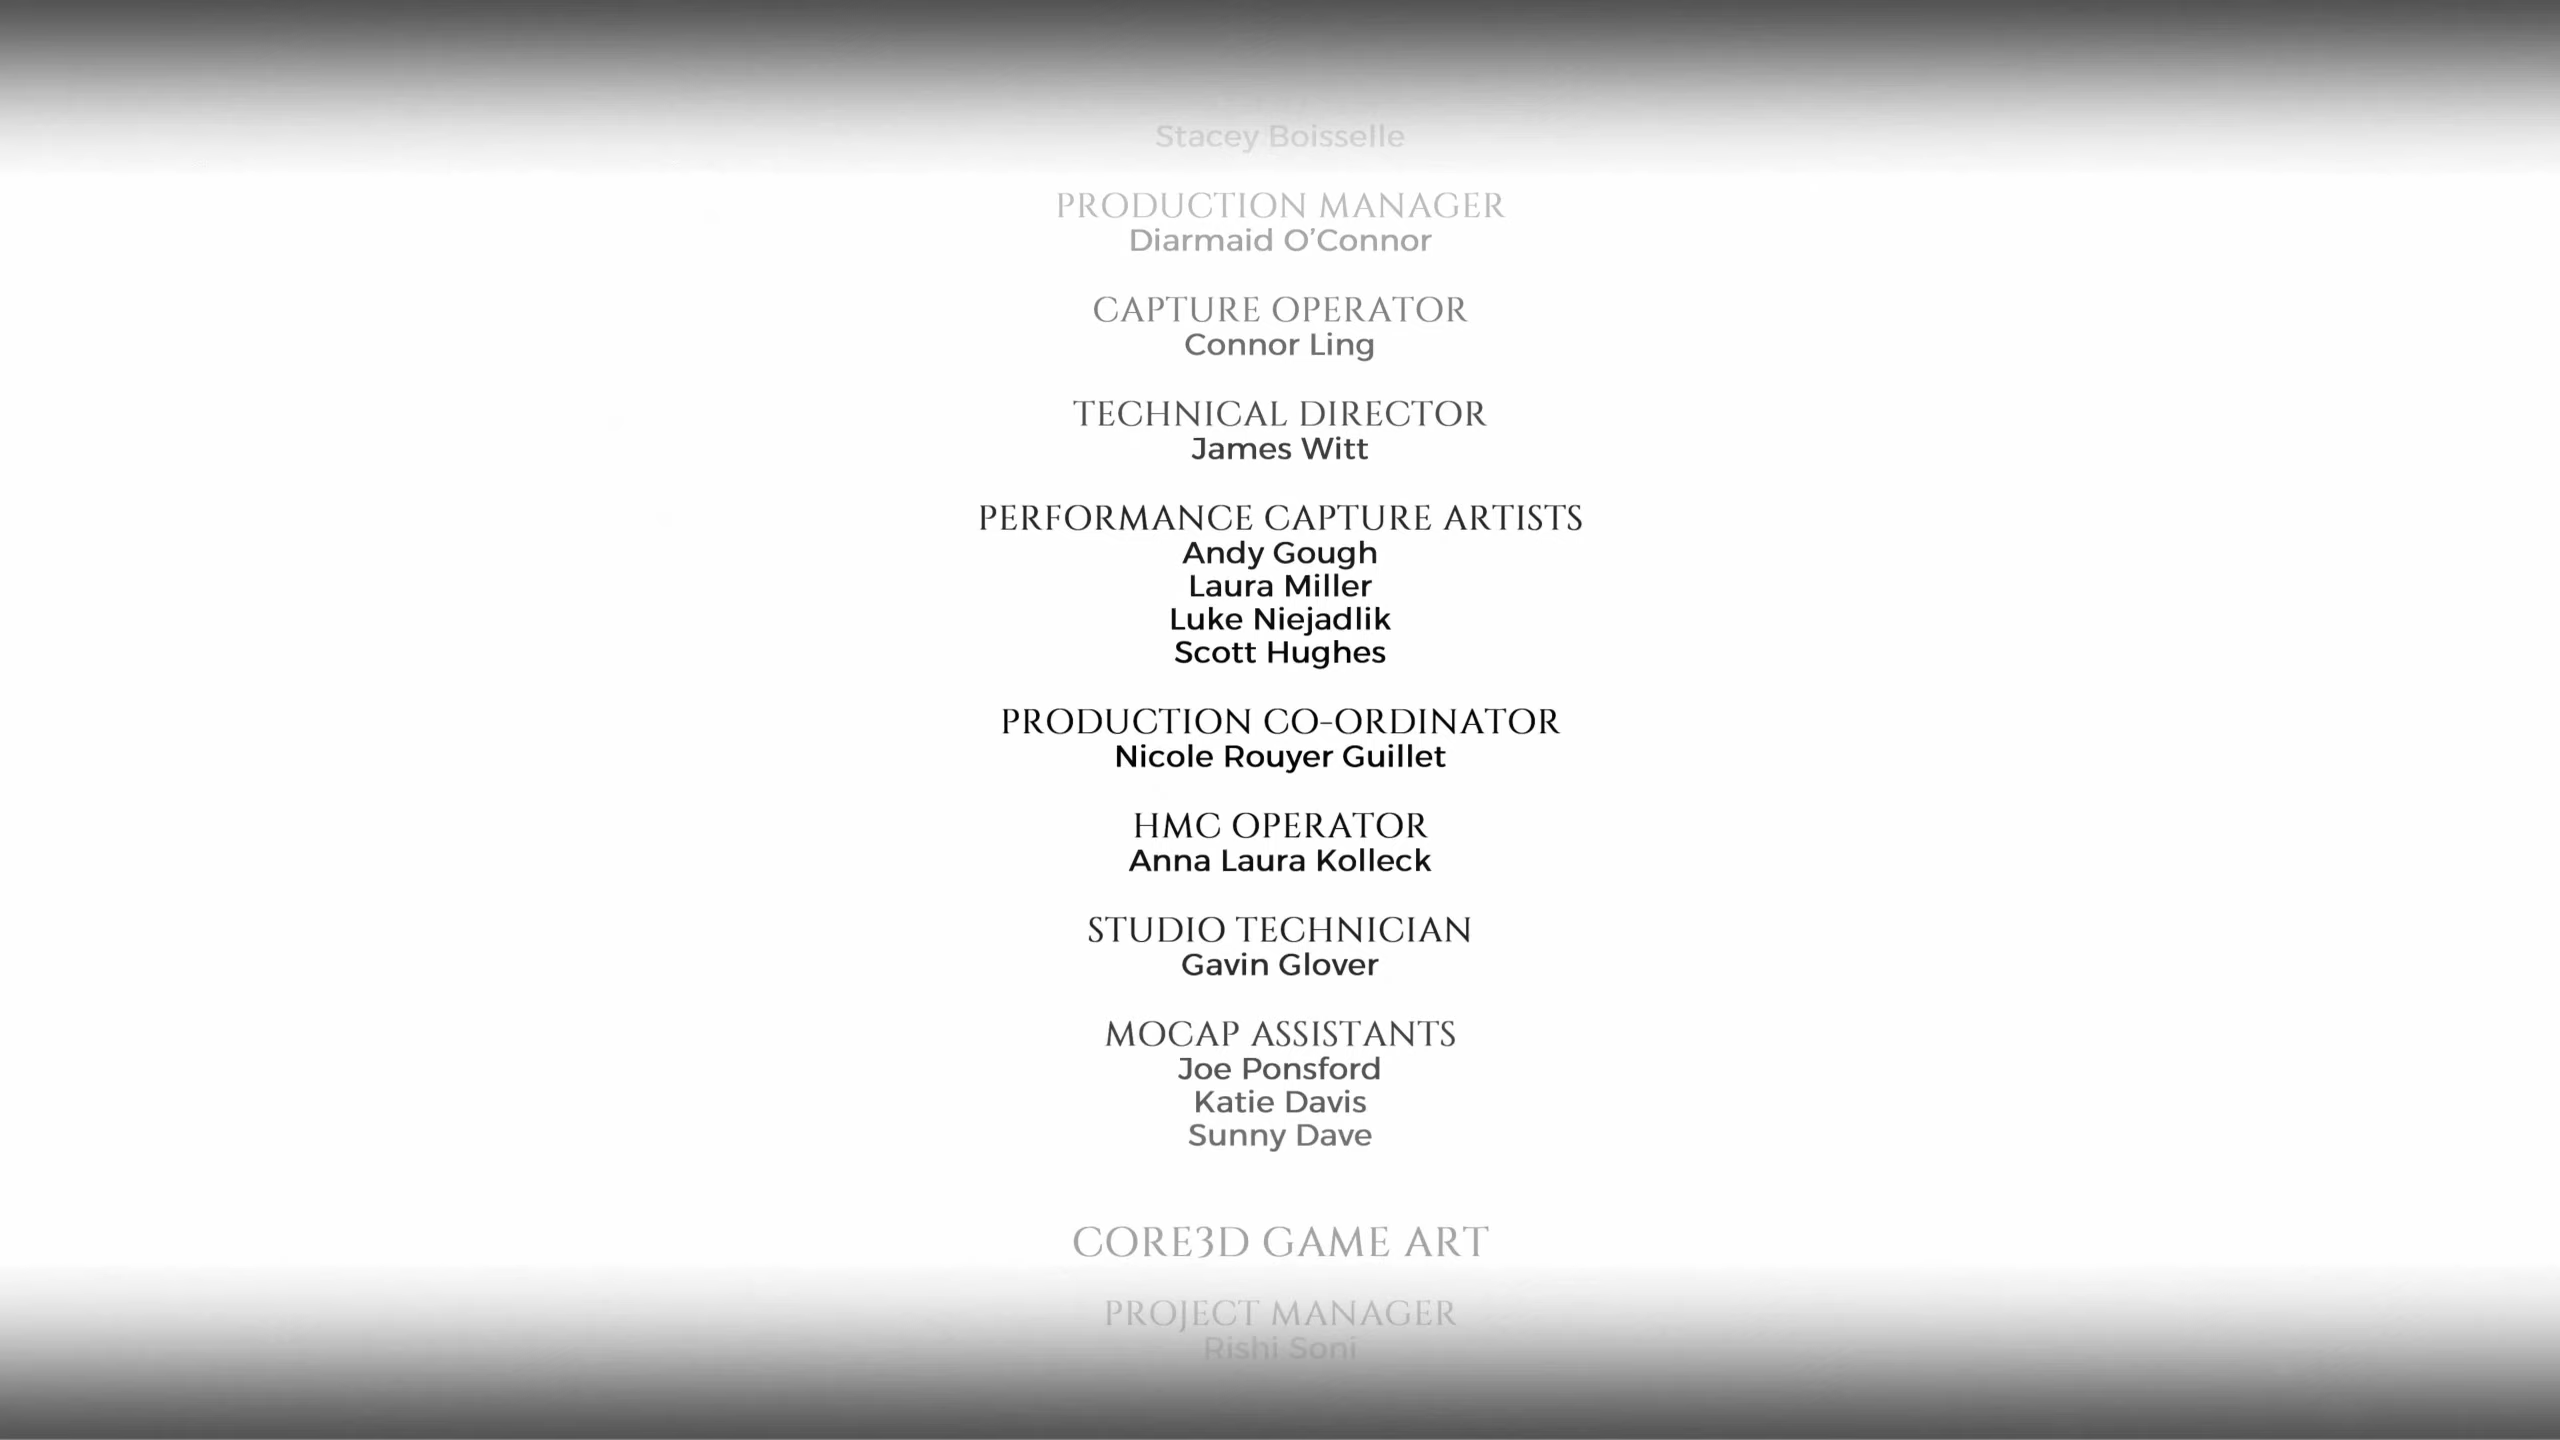 Stacey Boisselle
PRODUCTION MANAGER
Diarmaid O’Connor
CAPTURE OPERATOR
Connor Ling
TECHNICAL DIRECTOR
James Witt
PERFORMANCE CAPTURE ARTISTS
Andy Gough
Laura Miller
Luke Niejadlik
Scott Hughes
PRODUCTION CO-ORDINATOR
Nicole Rouyer Guillet
HMC OPERATOR
Anna Laura Kolleck
STUDIO TECHNICIAN
Gavin Glover
MOCAP ASSISTANTS
Joe Ponsford
Katie Davis
Sunny Dave
CORE3D GAME ART
PROJECT MANAGER
Rishi Soni